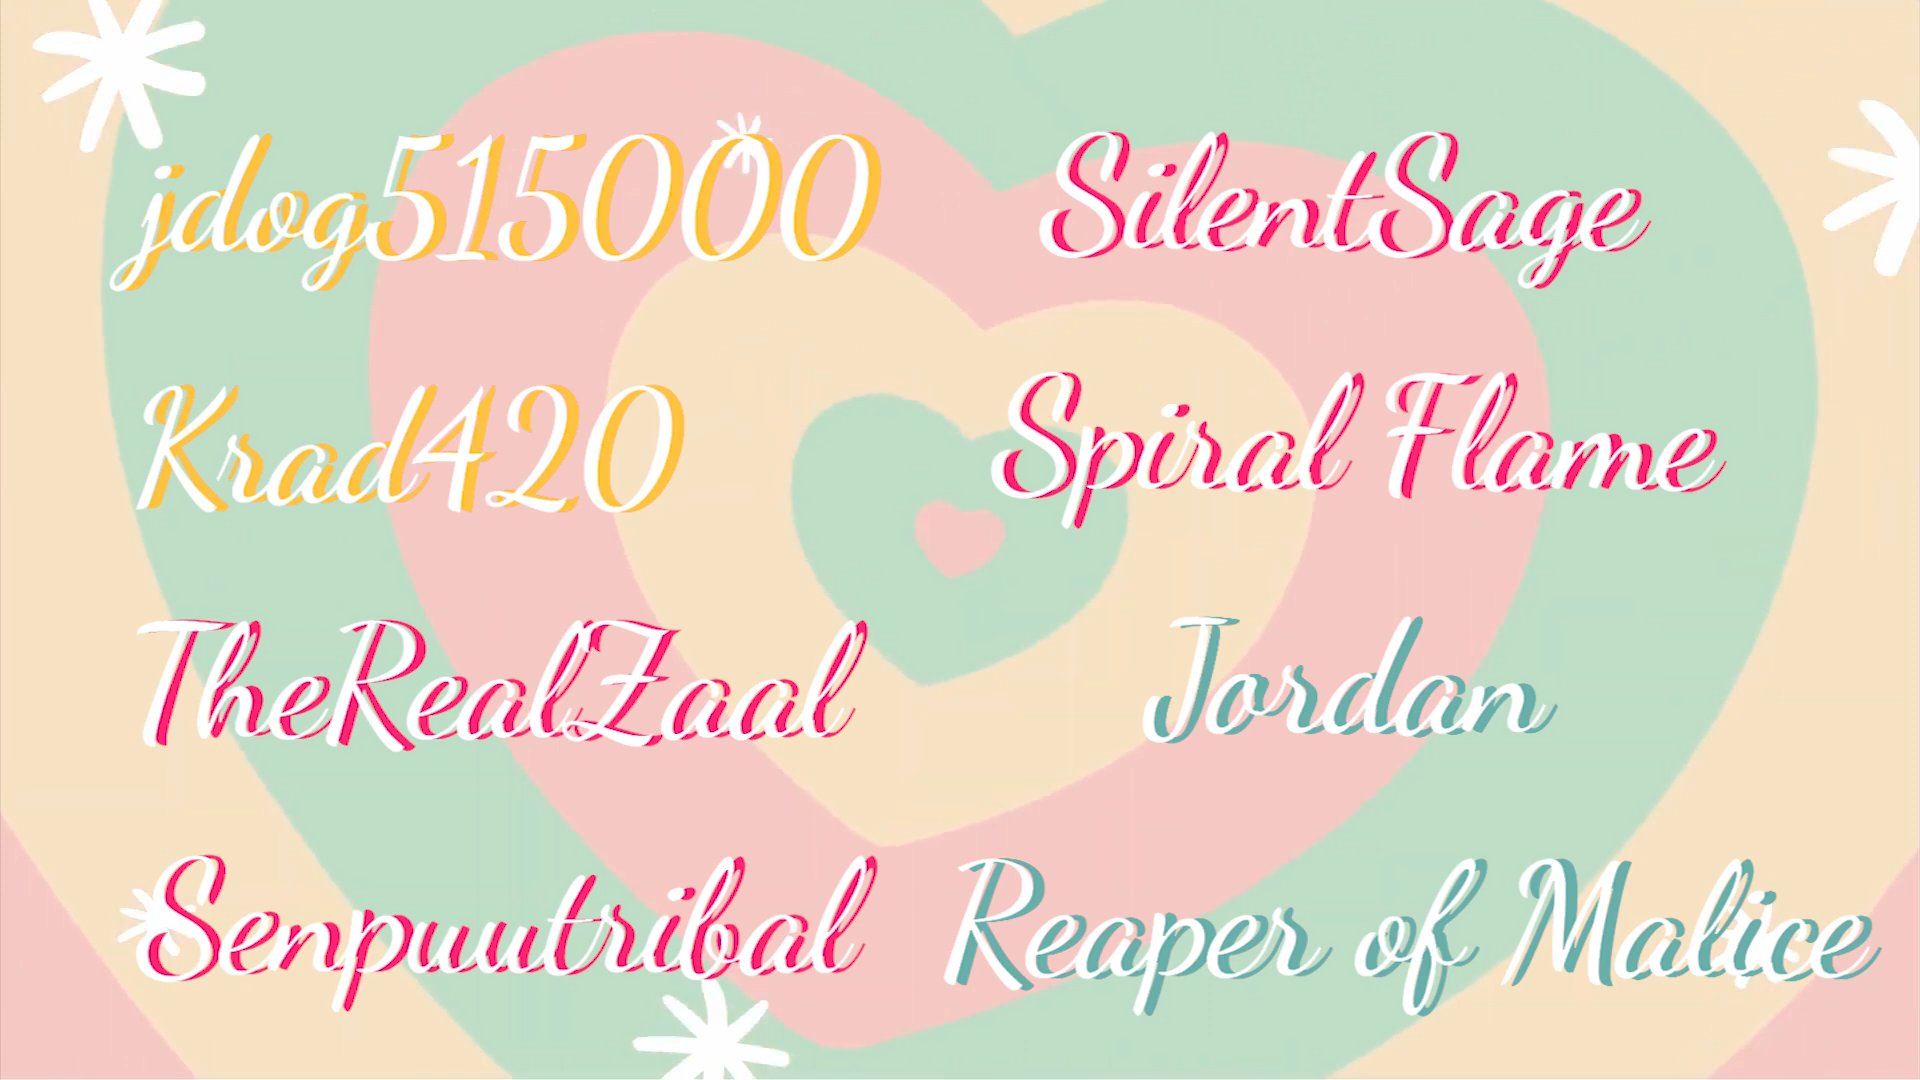 jdog515000
SilentSage
Krad420
Spiral Flame
TheRealZaal
Jordan
Senpuutribal
Reaper of Malice